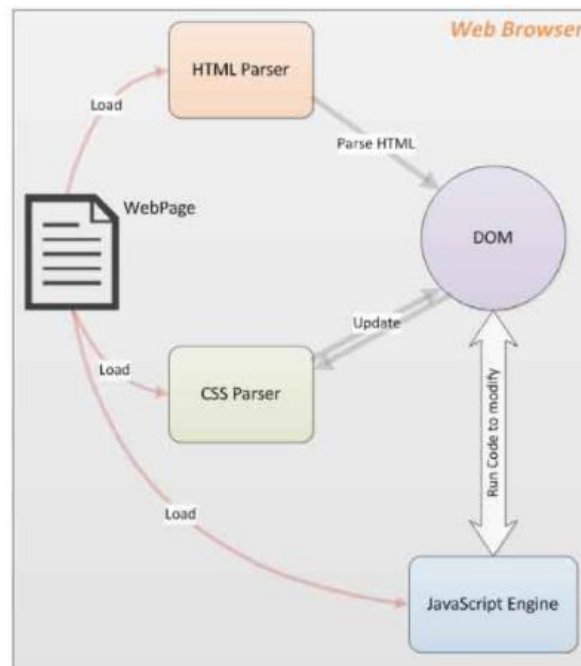 Web Browser
HTML Parser
Load
Parse HTML
WebPage
DOM
Update
Load
CSS Parser
Run Code to modify
Load
JavaScript Engine